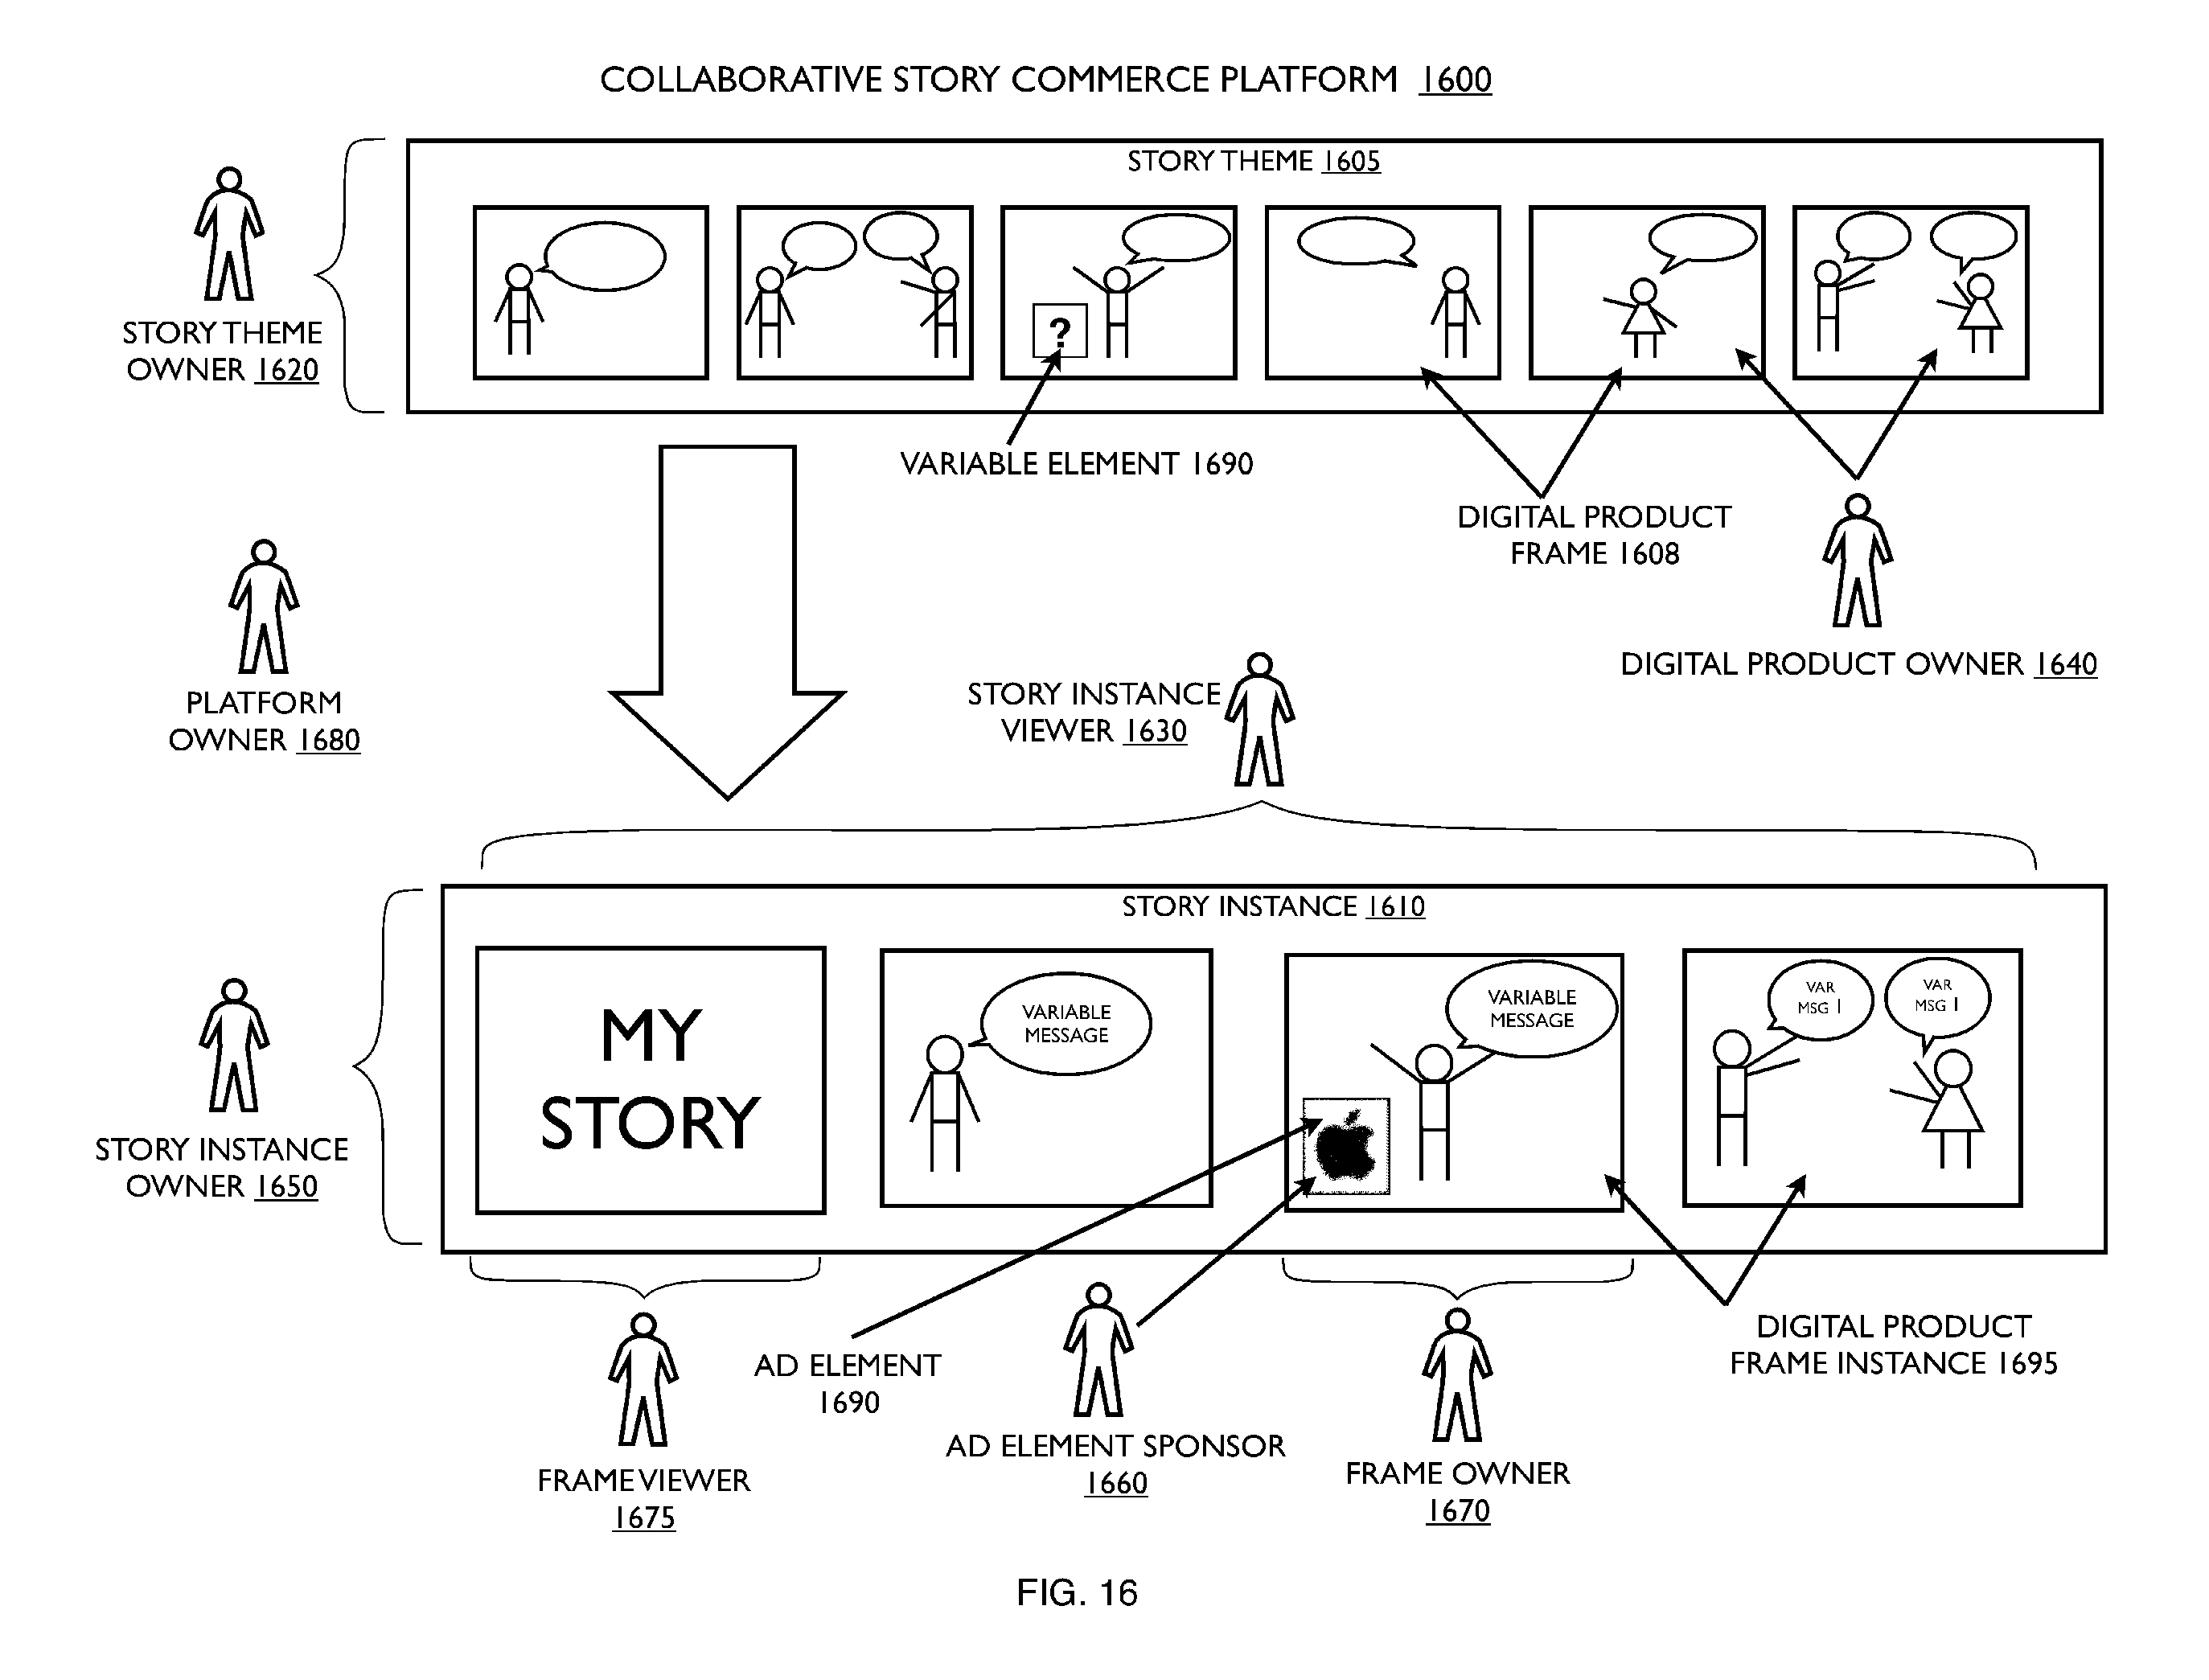 COLLABORATIVE STORY COMMERCE PLATFORM 1600
STORY THEME 1605
?
STORY THEME
OWNER 1620
VARIABLE ELEMENT 1690
DIGITAL PRODUCT
FRAME 1608
DIGITAL PRODUCT OWNER 1640
PLATFORM
OWNER 1680
STORY INSTANCE
VIEWER 1630
STORY INSTANCE 1610
MY
STORY
VARIABLE
MESSAGE
VARIABLE
MESSAGE
VAR
MSG 1
VAR
MSG 1
STORY INSTANCE
OWNER 1650
FRAME VIEWER
1675
AD ELEMENT
1690
AD ELEMENT SPONSOR
1660
FRAME OWNER
1670
DIGITAL PRODUCT
FRAME INSTANCE 1695
FIG. 16